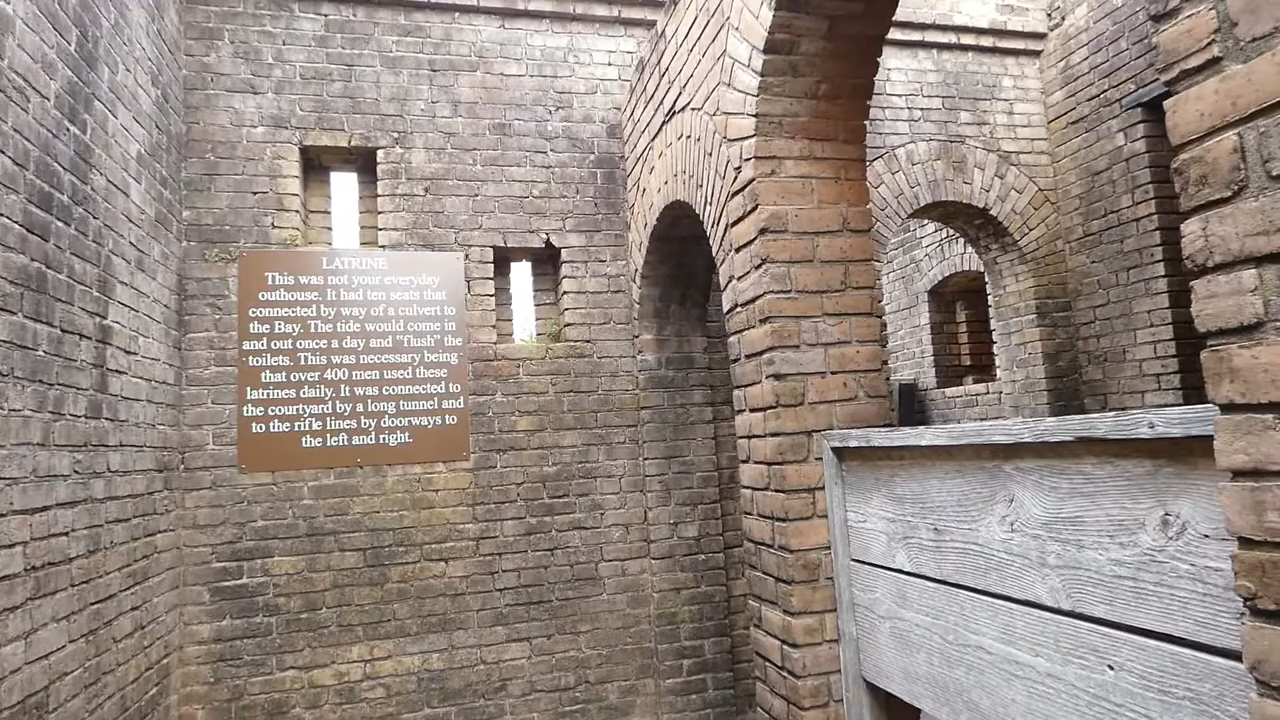 LATRINE
This was not your everyday
outhouse. It had ten seats that
connected by way of a culvert to
the Bay. The tide would come in
and out once a day and "flush" the
toilets. This was necessary being
that over 400 men used these
latrines daily. It was connected to
the courtyard by a long tunnel and
to the rifle lines by doorways to
the left and right.